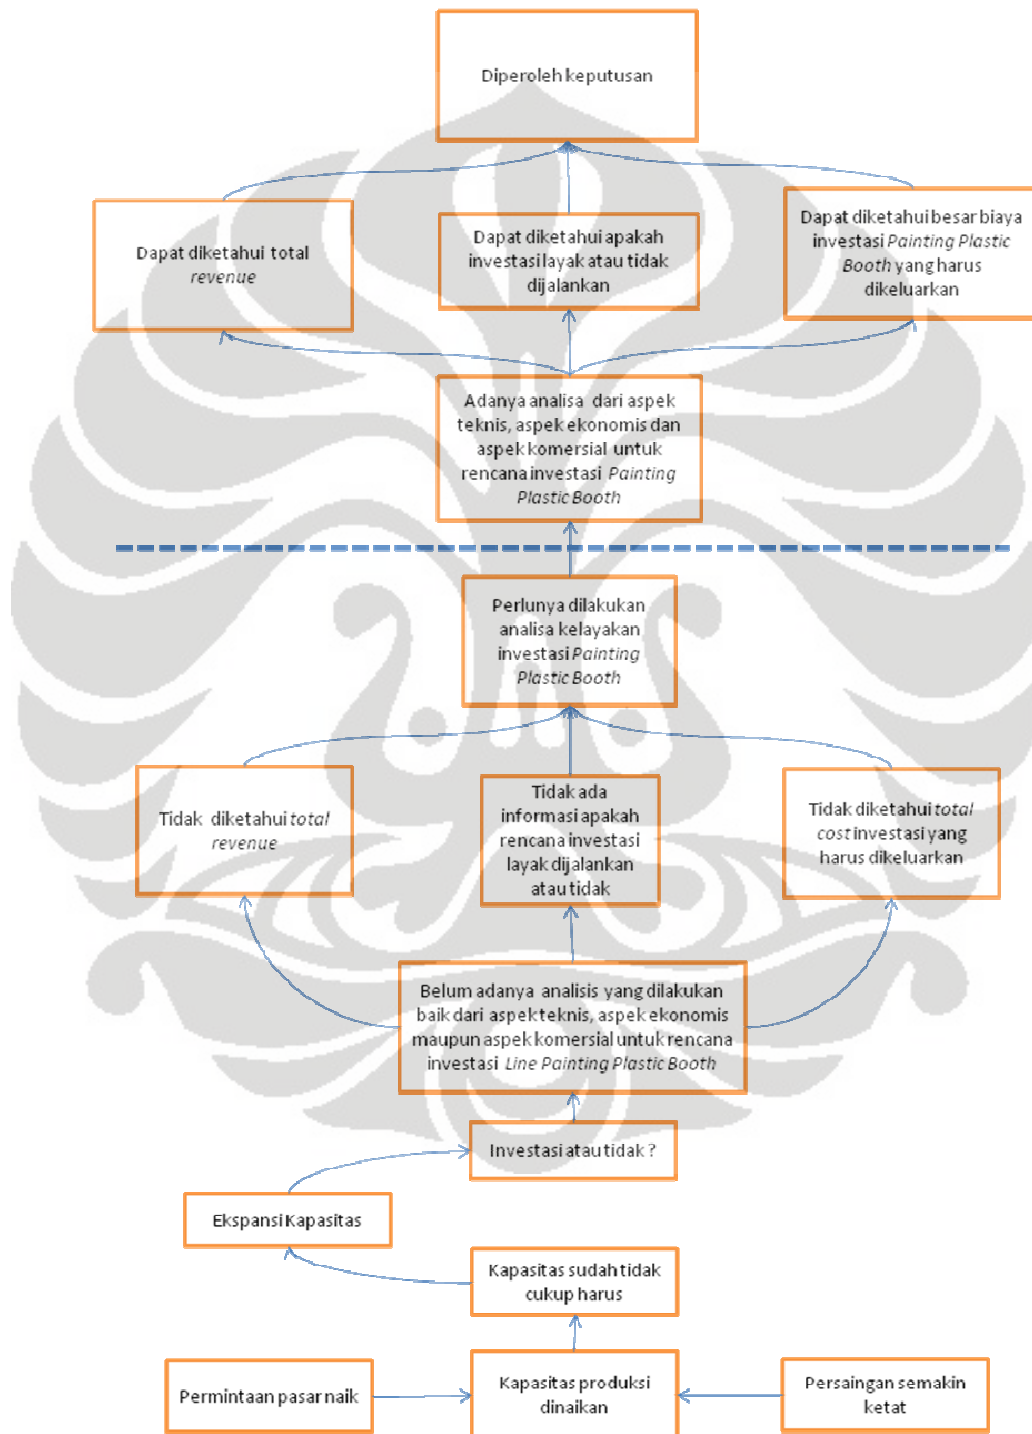 Diperoleh keputusan
Dapat diketahui total
revenue
Dapat diketahui apakah
investasi layak atau tidak
dijalankan
Dapat diketahui besar biaya
investasi Painting Plastic
Booth yang harus
dikeluarkan
Adanya analisa dari aspek
teknis, aspek ekonomis dan
aspek komersial untuk
rencana investasi Painting
Plastic Booth
Perlunya dilakukan
analisa kelayakan
investasi Painting
Plastic Booth
Tidak diketahui total
revenue
Tidak ada
informasi apakah
rencana investasi
layak dijalankan
atau tidak
Tidak diketahui total
cost investasi yang
harus dikeluarkan
Belum adanya analisis yang dilakukan
baik dari aspek teknis, aspek ekonomis
maupun aspek komersial untuk rencana
investasi Line Painting Plastic Booth
Investasi atau tidak ?
Ekspansi Kapasitas
Kapasitas sudah tidak
cukup harus
Permintaan pasar naik
Kapasitas produksi
dinaikan
Persaingan semakin
ketat